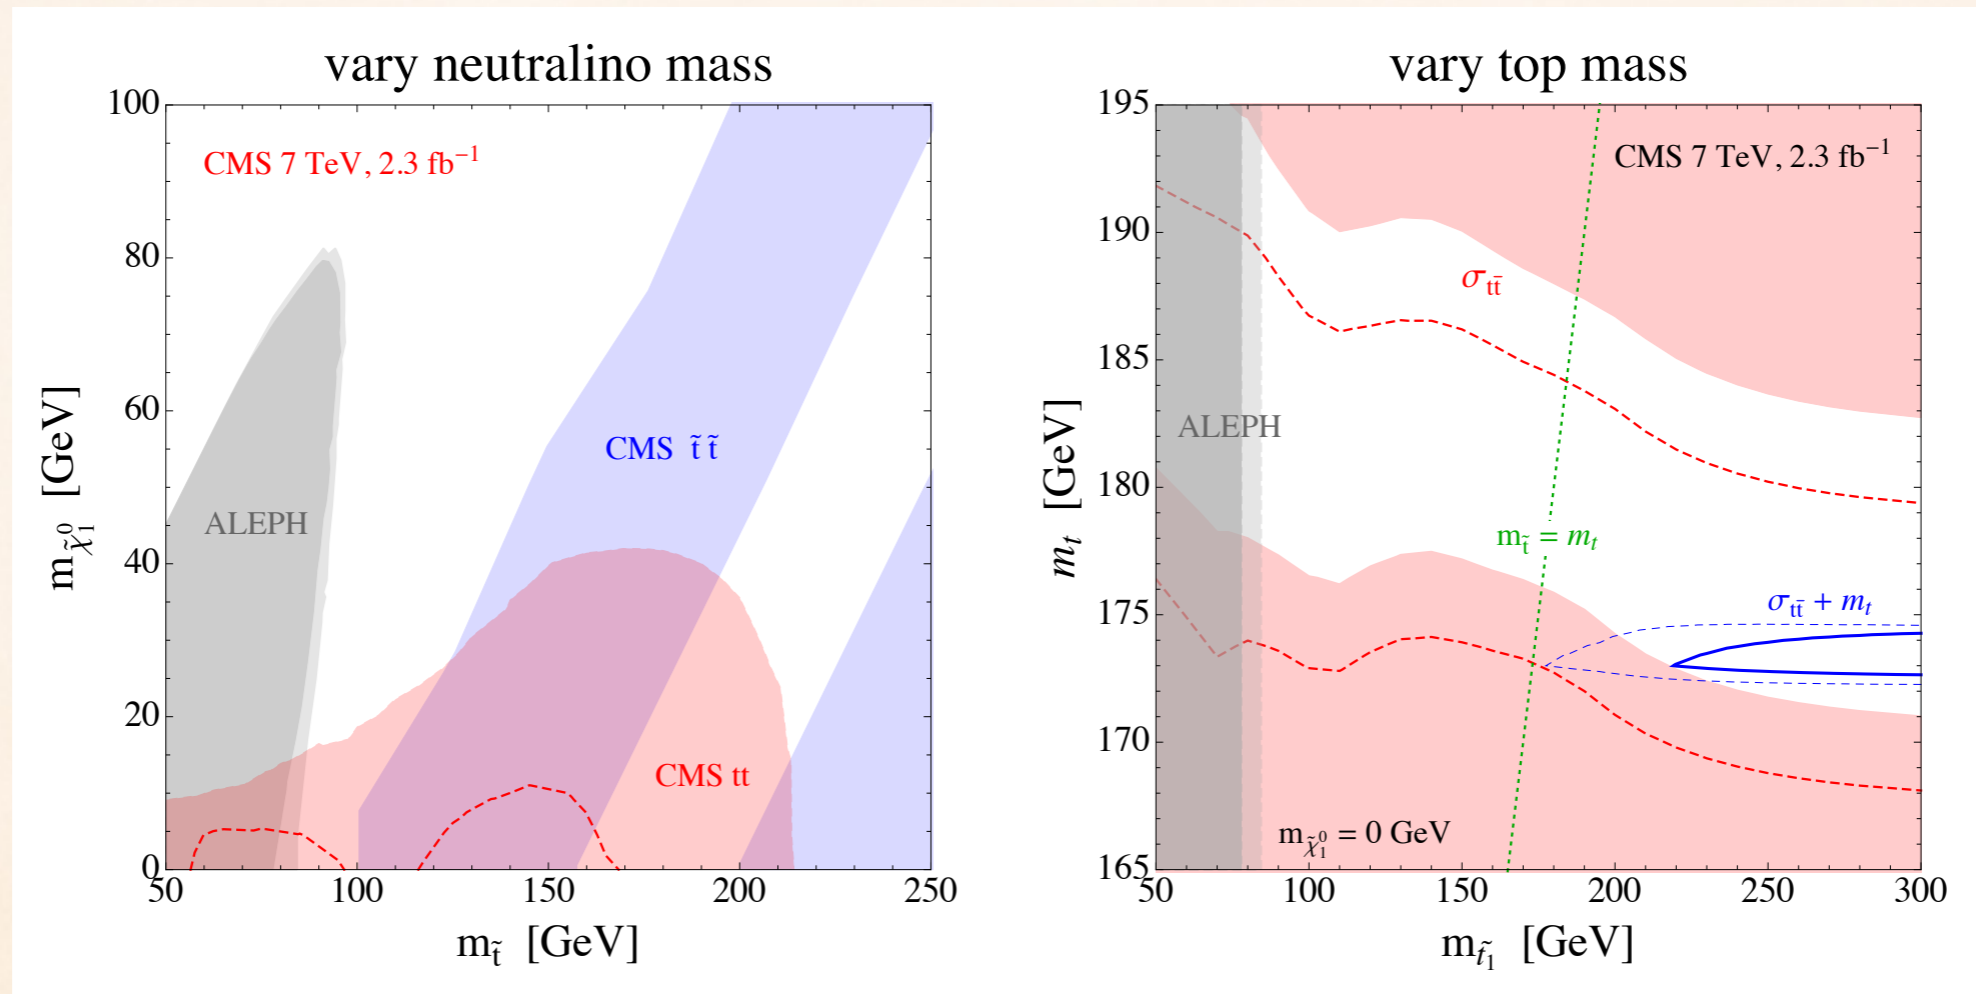 vary neutralino mass
100
80
60
40
20
0
50
100
150
200
250
CMS 7 TeV, 2.3 fb⁻¹
ALEPH
CMS t̃ t̃
CMS tt
m_χ̃₁⁰ [GeV]
m_t̃ [GeV]
vary top mass
195
190
185
180
175
170
165
50
100
150
200
250
300
CMS 7 TeV, 2.3 fb⁻¹
σ_tt̄
ALEPH
m_t̃ = m_t
σ_tt̄ + m_t
m_χ̃₁⁰ = 0 GeV
m_t [GeV]
m_t̃₁ [GeV]